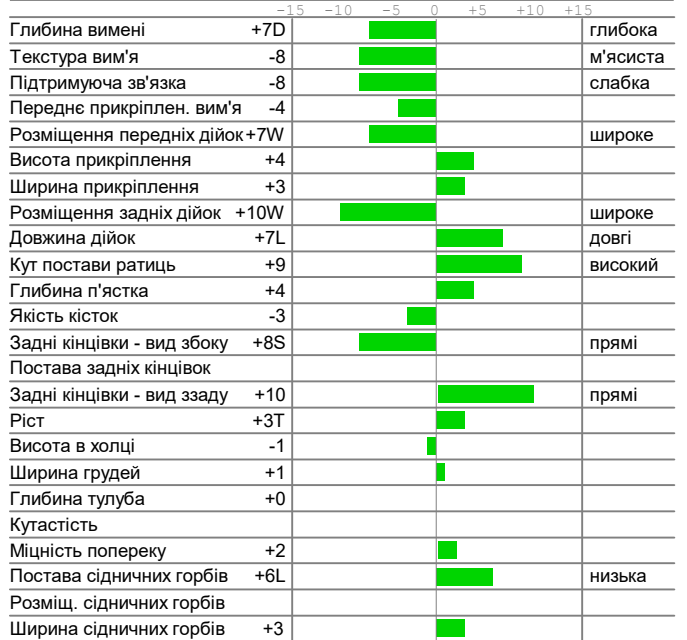 -15 -10 -5 0 +5 +10 +15
Глибина вимені +7D глибока
Текстура вим'я -8 м'ясиста
Підтримуюча зв'язка -8 слабка
Переднє прикріплен. вим'я -4
Розміщення передніх дійок +7W широке
Висота прикріплення +4
Ширина прикріплення +3
Розміщення задніх дійок +10W широке
Довжина дійок +7L довгі
Кут постави ратиць +9 високий
Глибина п'ястка +4
Якість кісток -3
Задні кінцівки - вид збоку +8S прямі
Постава задніх кінцівок
Задні кінцівки - вид ззаду +10 прямі
Ріст +3T
Висота в холці -1
Ширина грудей +1
Глибина тулуба +0
Кутастість
Міцність попереку +2
Постава сідничних горбів +6L низька
Розміщ. сідничних горбів
Ширина сідничних горбів +3